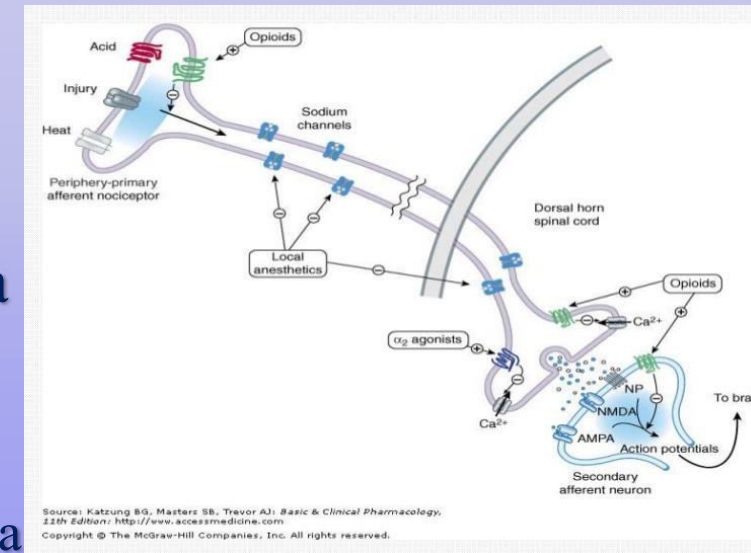 Opioids
Acid
Injury
Heat
Sodium
channels
Periphery-primary
afferent nociceptor
Dorsal horn
spinal cord
Local
anesthetics
Opioids
Ca²⁺
α₂ agonists
NP
NMDA
To bra
Ca²⁺
AMPA
Action potentials
Secondary
afferent neuron
a
a
Source: Katzung BG, Masters SB, Trevor AJ: Basic & Clinical Pharmacology,
11th Edition: http://www.accessmedicine.com
Copyright © The McGraw-Hill Companies, Inc. All rights reserved.